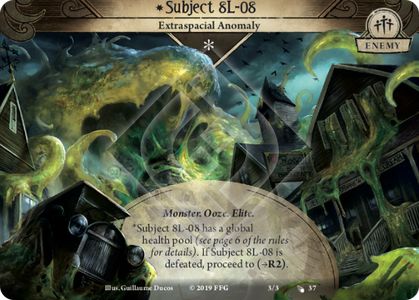 *Subject 8L-08
Extraspacial Anomaly
*
ENEMY
Monster. Ooze. Elite.
*Subject 8L-08 has a global
health pool (see page 6 of the rules
for details). If Subject 8L-08 is
defeated, proceed to (→R2).
Illus. Guillaume Ducos © 2019 FFG 3/3 37